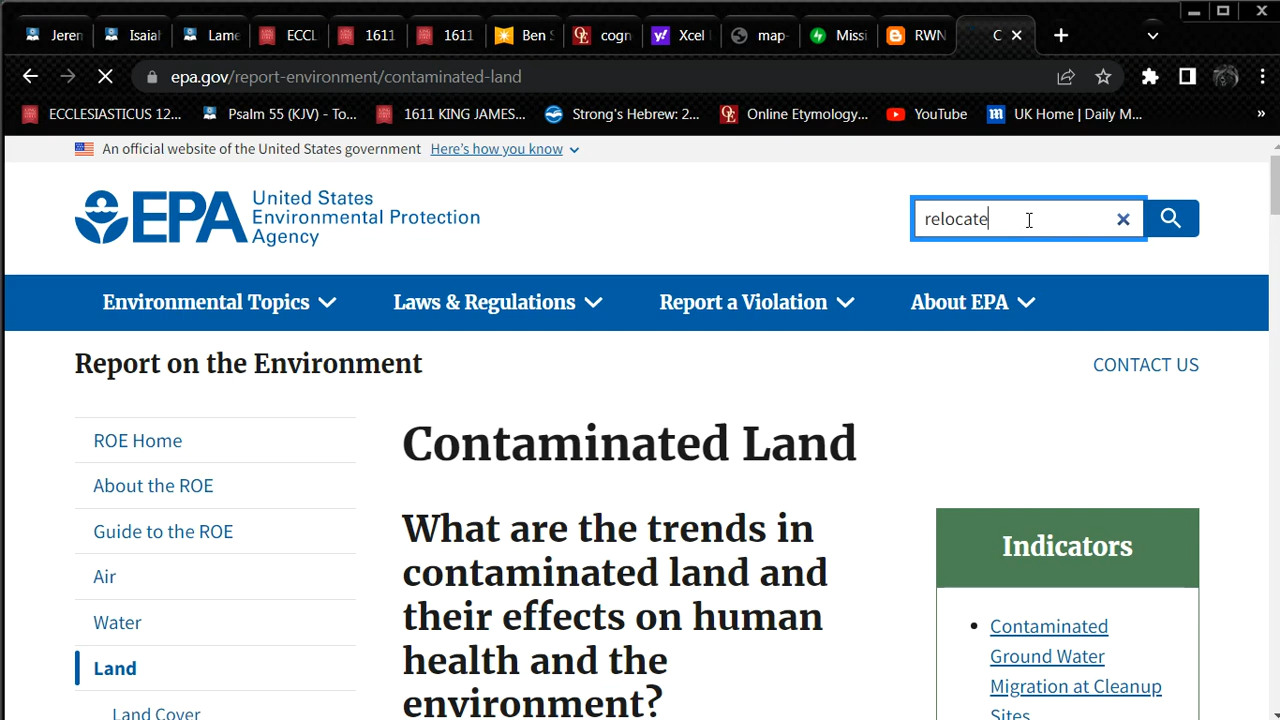 Jeren
Isaiah
Lame
ECCL
1611
1611
Ben S
cogn
Xcel
map-
Missi
RWN
C
epa.gov/report-environment/contaminated-land
ECCLESIASTICUS 12...
Psalm 55 (KJV) - To...
1611 KING JAMES...
Strong's Hebrew: 2...
Online Etymology...
YouTube
UK Home | Daily M...
An official website of the United States government Here's how you know
EPA
United States
Environmental Protection
Agency
relocate
Environmental Topics
Laws & Regulations
Report a Violation
About EPA
Report on the Environment
CONTACT US
ROE Home
About the ROE
Guide to the ROE
Air
Water
Land
Land Cover
Contaminated Land
What are the trends in
contaminated land and
their effects on human
health and the
environment?
Indicators
Contaminated
Ground Water
Migration at Cleanup
Sites